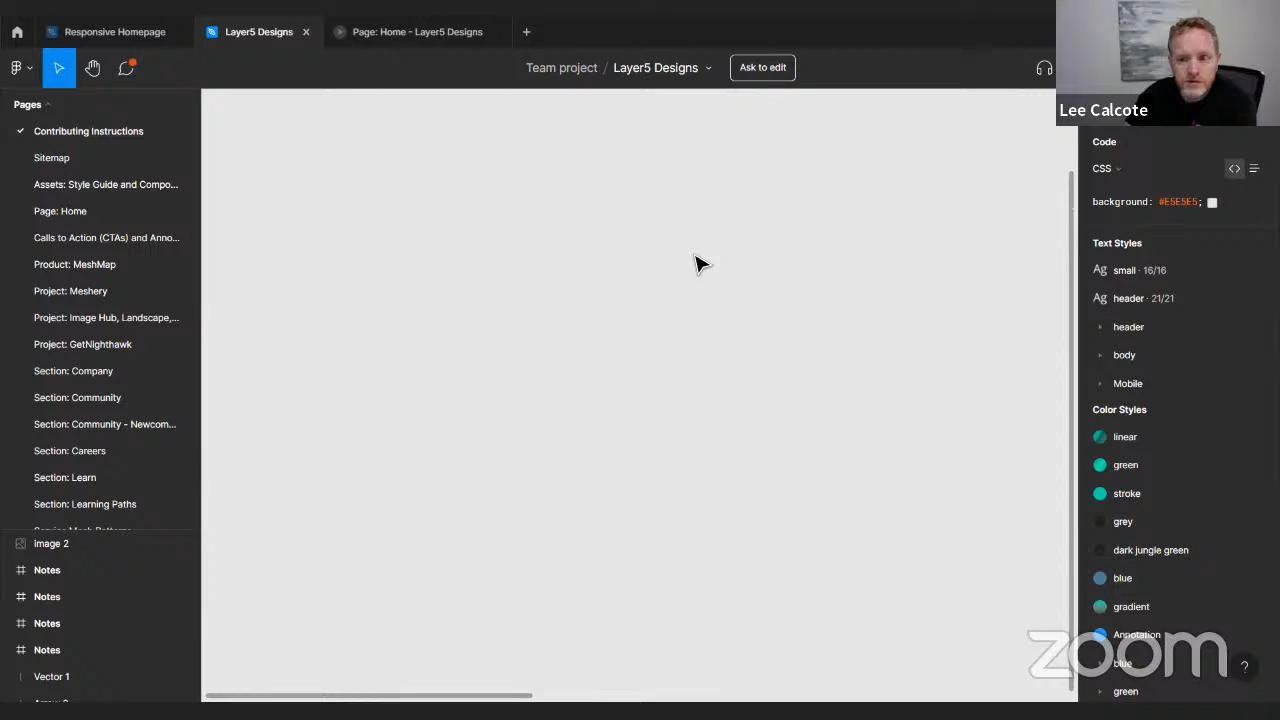 Responsive Homepage
Layer5 Designs
Page: Home - Layer5 Designs
Team project / Layer5 Designs
Ask to edit
Lee Calcote
Pages
Contributing Instructions
Sitemap
Assets: Style Guide and Compo...
Page: Home
Calls to Action (CTAs) and Anno...
Product: MeshMap
Project: Meshery
Project: Image Hub, Landscape,...
Project: GetNighthawk
Section: Company
Section: Community
Section: Community - Newcom...
Section: Careers
Section: Learn
Section: Learning Paths
Service Mesh Patterns
image 2
Notes
Notes
Notes
Notes
Vector 1
Code
CSS
background: #E5E5E5;
Text Styles
Ag small · 16/16
Ag header · 21/21
header
body
Mobile
Color Styles
linear
green
stroke
grey
dark jungle green
blue
gradient
Annotation
blue
green
zoom
?